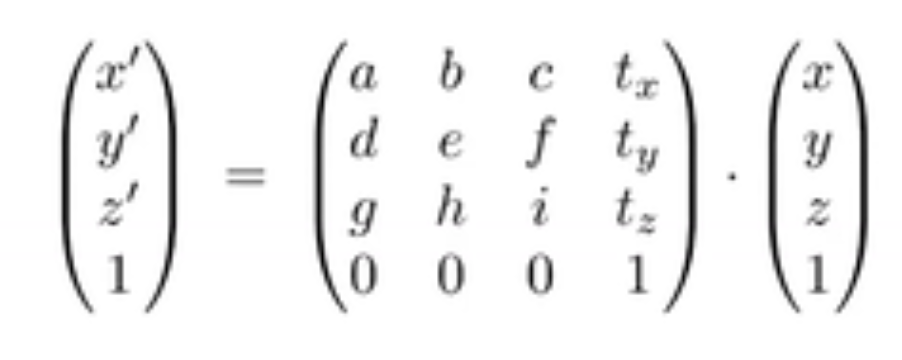 x′ a b c t_x x
y′ d e f t_y y
= ·
z′ g h i t_z z
1 0 0 0 1 1